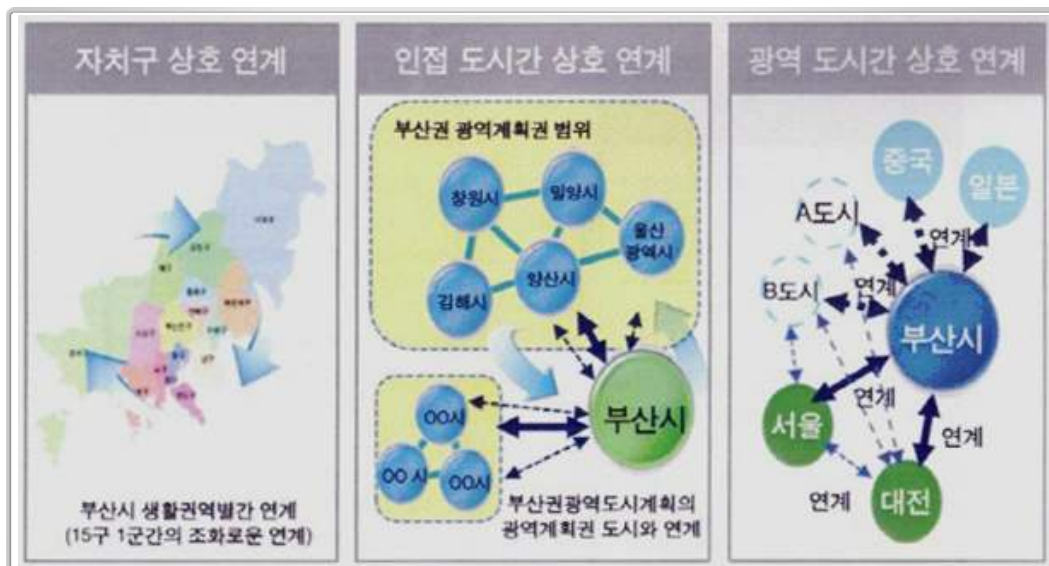 자치구 상호 연계
부산시 생활권역별간 연계
(15구 1군간의 조화로운 연계)
인접 도시간 상호 연계
부산권 광역계획권 범위
창원시
밀양시
울산
광역시
양산시
김해시
부산시
OO시
OO 시
OO시
부산권광역도시계획의
광역계획권 도시와 연계
광역 도시간 상호 연계
중국
일본
A도시
연계
B도시
연계
부산시
연계
서울
연계
연계
대전